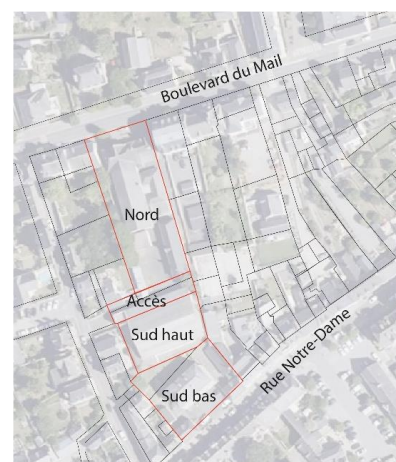 Boulevard du Mail
Nord
Accès
Sud haut
Sud bas
Rue Notre-Dame